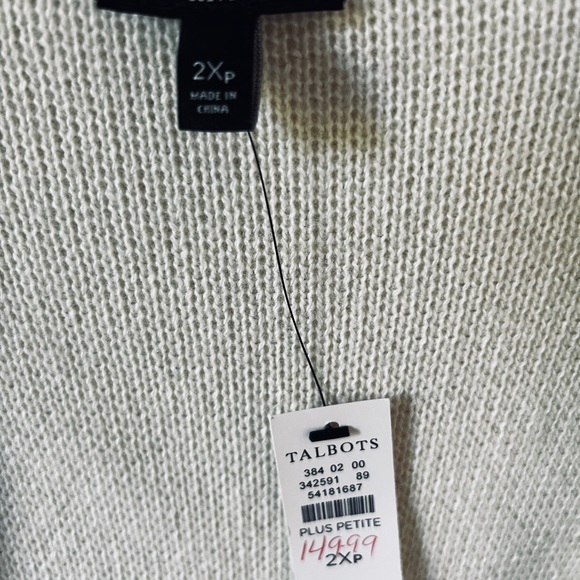 2XP
MADE IN
CHINA
TALBOTS
384 02 00
342591 89
54181687
PLUS PETITE
14999
2XP